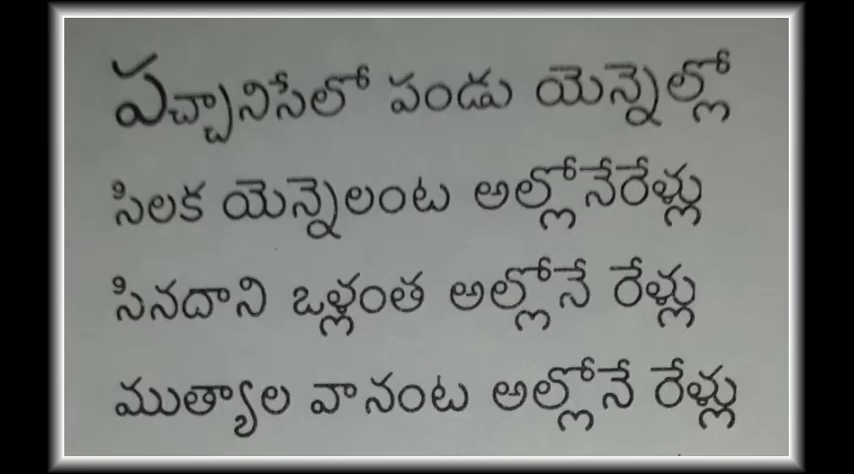 పచ్చానిసేలో పండు యెన్నెల్లో
సిలక యెన్నెలంట అల్లోనేరేళ్లు
సినదాని ఒళ్లంత అల్లోనే రేళ్లు
ముత్యాల వానంట అల్లోనే రేళ్లు